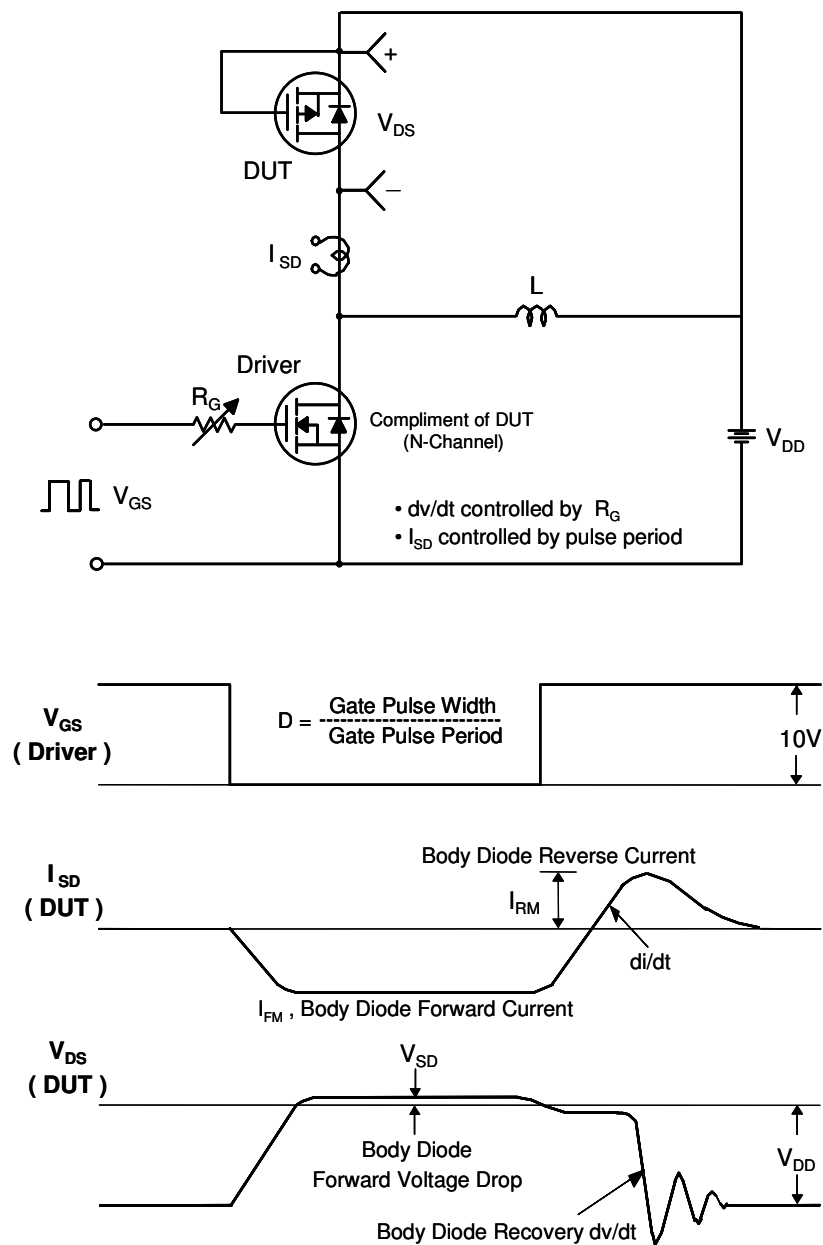 +
V_DS
DUT
−
I_SD
L
Driver
R_G
Compliment of DUT
(N-Channel)
V_DD
V_GS
• dv/dt controlled by R_G
• I_SD controlled by pulse period
V_GS
( Driver )
D = Gate Pulse Width
Gate Pulse Period
10V
Body Diode Reverse Current
I_SD
( DUT )
I_RM
di/dt
I_FM , Body Diode Forward Current
V_DS
( DUT )
V_SD
Body Diode
Forward Voltage Drop
V_DD
Body Diode Recovery dv/dt